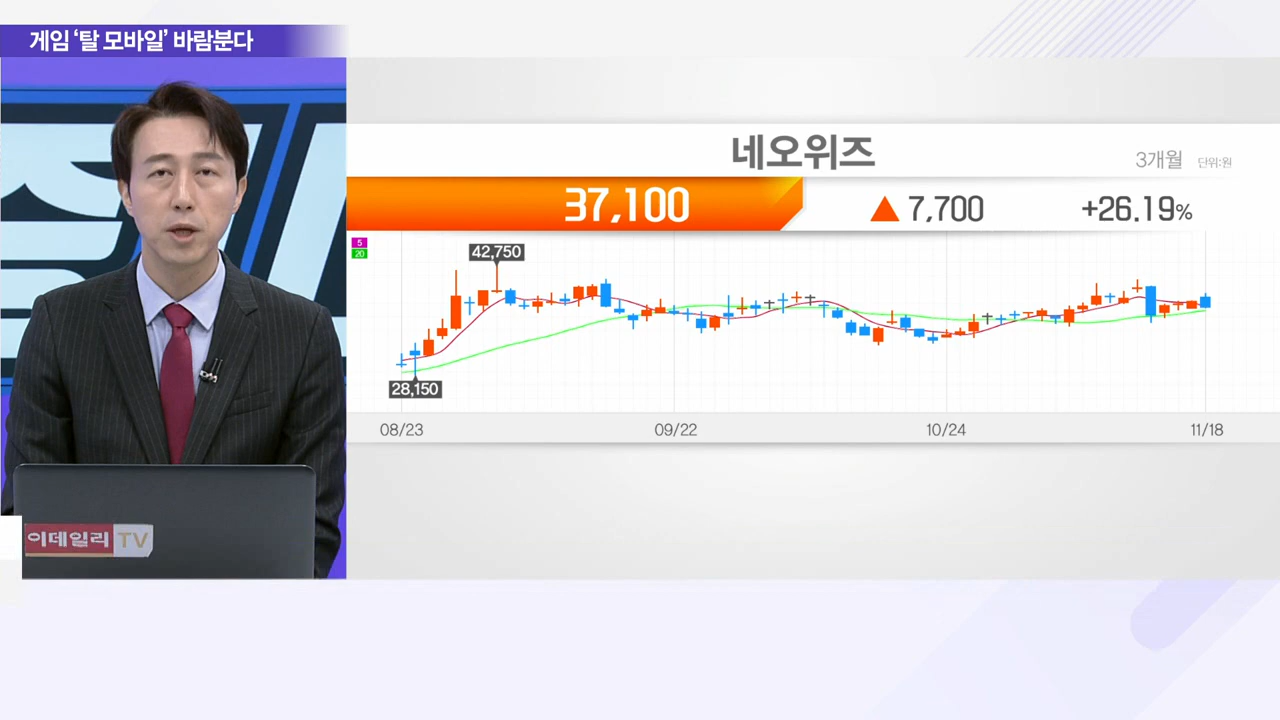 게임 ‘탈 모바일’ 바람분다
네오위즈
3개월 단위:원
37,100 ▲ 7,700 +26.19%
5
20
42,750
28,150
08/23 09/22 10/24 11/18
이데일리 TV